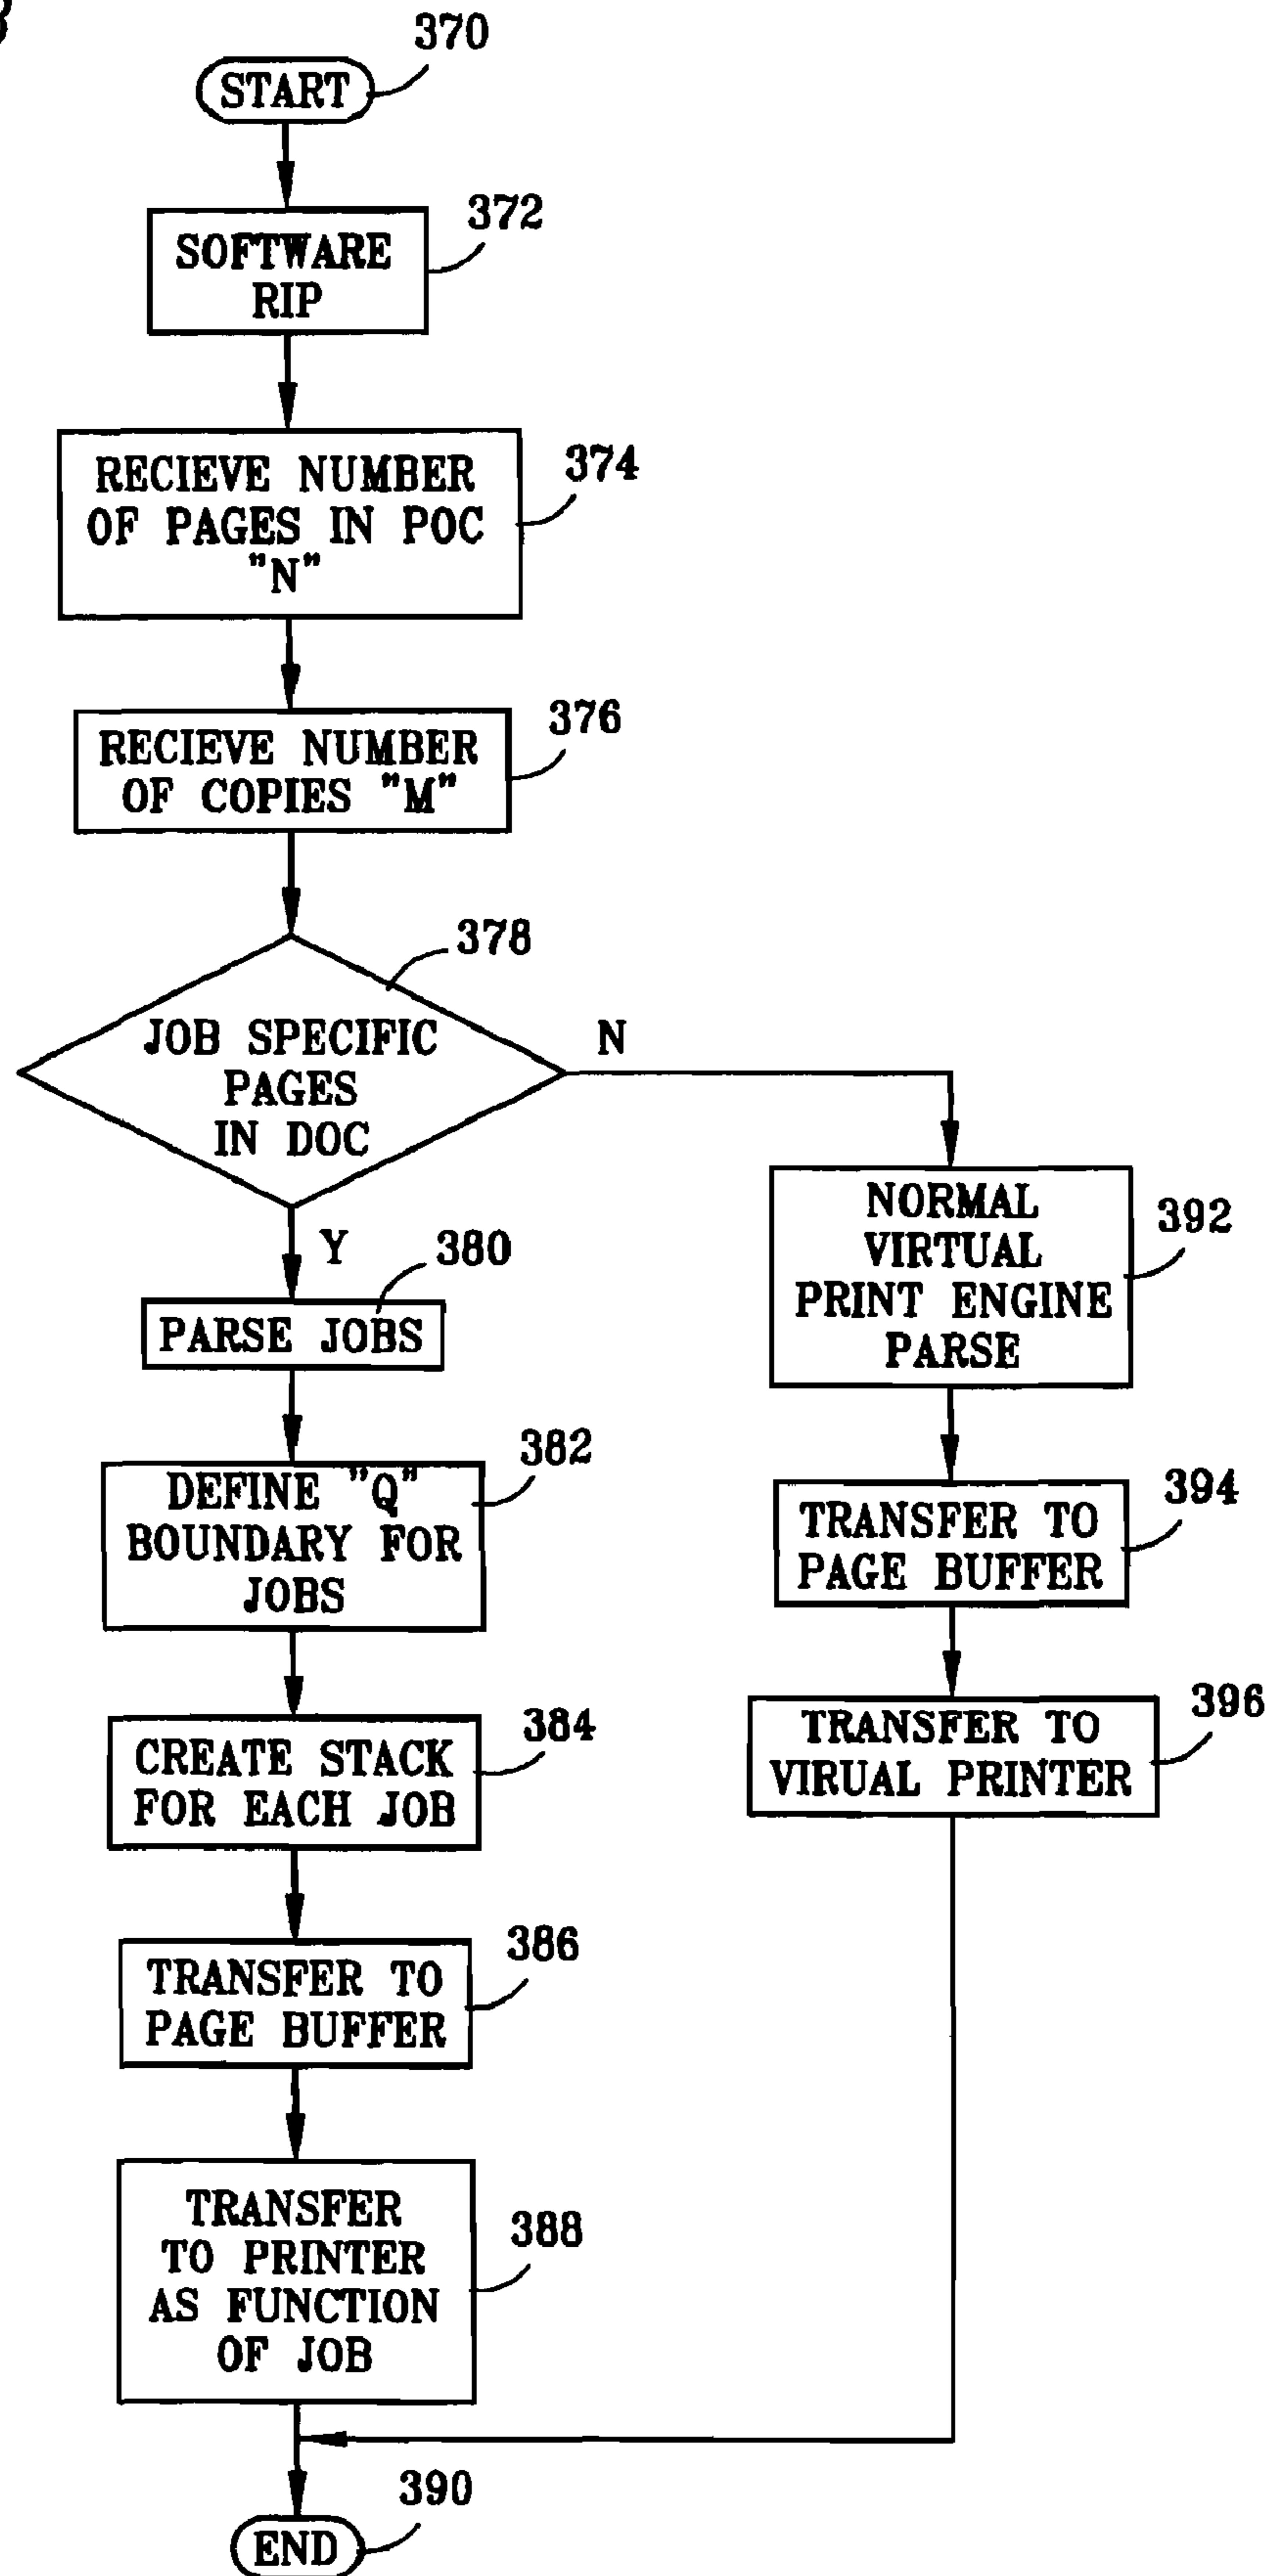 370
START
372
SOFTWARE
RIP
374
RECIEVE NUMBER
OF PAGES IN POC
"N"
376
RECIEVE NUMBER
OF COPIES "M"
378
JOB SPECIFIC
PAGES
IN DOC
N
Y
380
PARSE JOBS
382
DEFINE "Q"
BOUNDARY FOR
JOBS
384
CREATE STACK
FOR EACH JOB
386
TRANSFER TO
PAGE BUFFER
388
TRANSFER
TO PRINTER
AS FUNCTION
OF JOB
392
NORMAL
VIRTUAL
PRINT ENGINE
PARSE
394
TRANSFER TO
PAGE BUFFER
396
TRANSFER TO
VIRUAL PRINTER
390
END